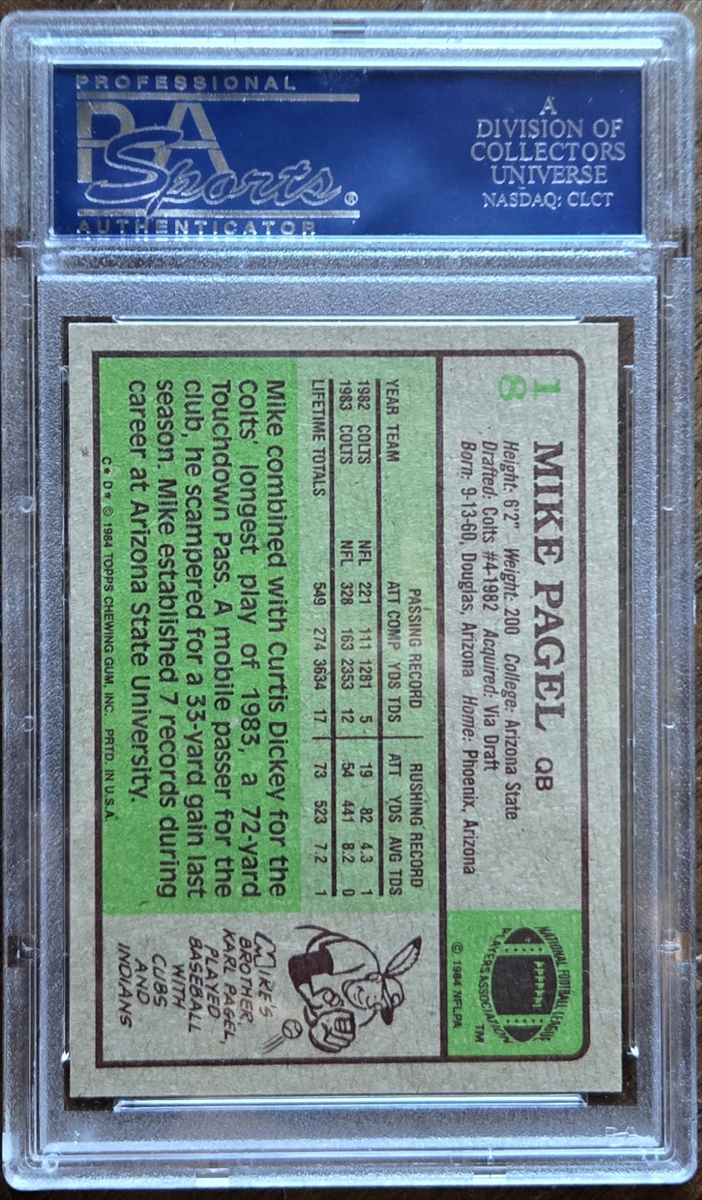 PROFESSIONAL
PSA
Sports®
AUTHENTICATOR
A
DIVISION OF
COLLECTORS
UNIVERSE
NASDAQ: CLCT
18
MIKE PAGEL QB
Height: 6'2" Weight: 200 College: Arizona State
Drafted: Colts #4-1982 Acquired: Via Draft
Born: 9-13-60, Douglas, Arizona Home: Phoenix, Arizona
NATIONAL FOOTBALL LEAGUE
PLAYERS ASSOCIATION
TM
© 1984 NFLPA
PASSING RECORD RUSHING RECORD
YEAR TEAM ATT COMP YDS TDS ATT YDS AVG TDS
1982 COLTS NFL 221 111 1281 5 19 82 4.3 1
1983 COLTS NFL 328 163 2353 12 54 441 8.2 0
LIFETIME TOTALS 549 274 3634 17 73 523 7.2 1
Mike combined with Curtis Dickey for the
Colts' longest play of 1983, a 72-yard
Touchdown Pass. A mobile passer for the
club, he scampered for a 33-yard gain last
season. Mike established 7 records during
career at Arizona State University.
C★D★ © 1984 TOPPS CHEWING GUM, INC. PRTD. IN U.S.A.
MIKE'S
BROTHER,
KARL PAGEL,
PLAYED
BASEBALL
WITH
CUBS
AND
INDIANS
PSA